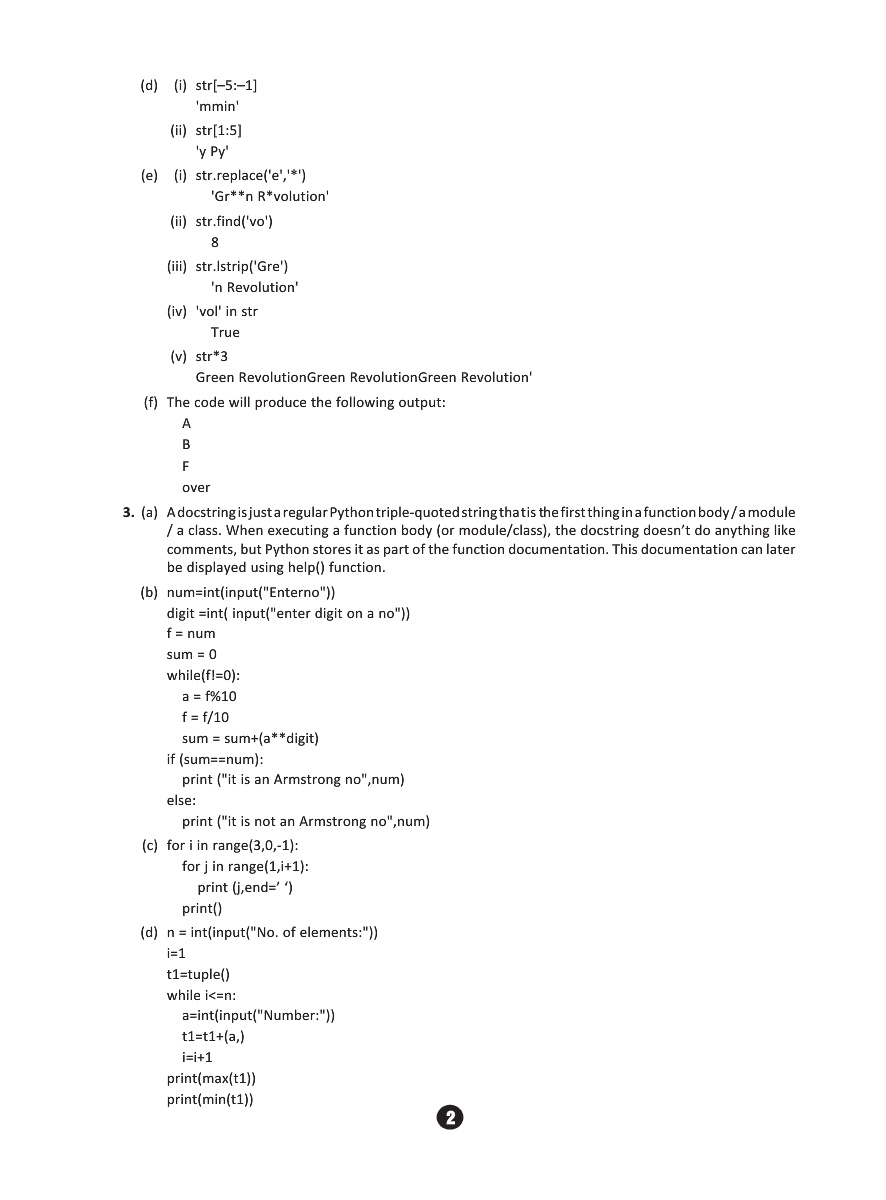 (d) (i) str[–5:–1]
'mmin'
(ii) str[1:5]
'y Py'
(e) (i) str.replace('e','*')
'Gr**n R*volution'
(ii) str.find('vo')
8
(iii) str.lstrip('Gre')
'n Revolution'
(iv) 'vol' in str
True
(v) str*3
Green RevolutionGreen RevolutionGreen Revolution'
(f) The code will produce the following output:
A
B
F
over
3. (a) A docstring is just a regular Python triple-quoted string that is the first thing in a function body / a module
/ a class. When executing a function body (or module/class), the docstring doesn’t do anything like
comments, but Python stores it as part of the function documentation. This documentation can later
be displayed using help() function.
(b) num=int(input("Enterno"))
digit =int( input("enter digit on a no"))
f = num
sum = 0
while(f!=0):
a = f%10
f = f/10
sum = sum+(a**digit)
if (sum==num):
print ("it is an Armstrong no",num)
else:
print ("it is not an Armstrong no",num)
(c) for i in range(3,0,-1):
for j in range(1,i+1):
print (j,end=’ ‘)
print()
(d) n = int(input("No. of elements:"))
i=1
t1=tuple()
while i<=n:
a=int(input("Number:"))
t1=t1+(a,)
i=i+1
print(max(t1))
print(min(t1))
2